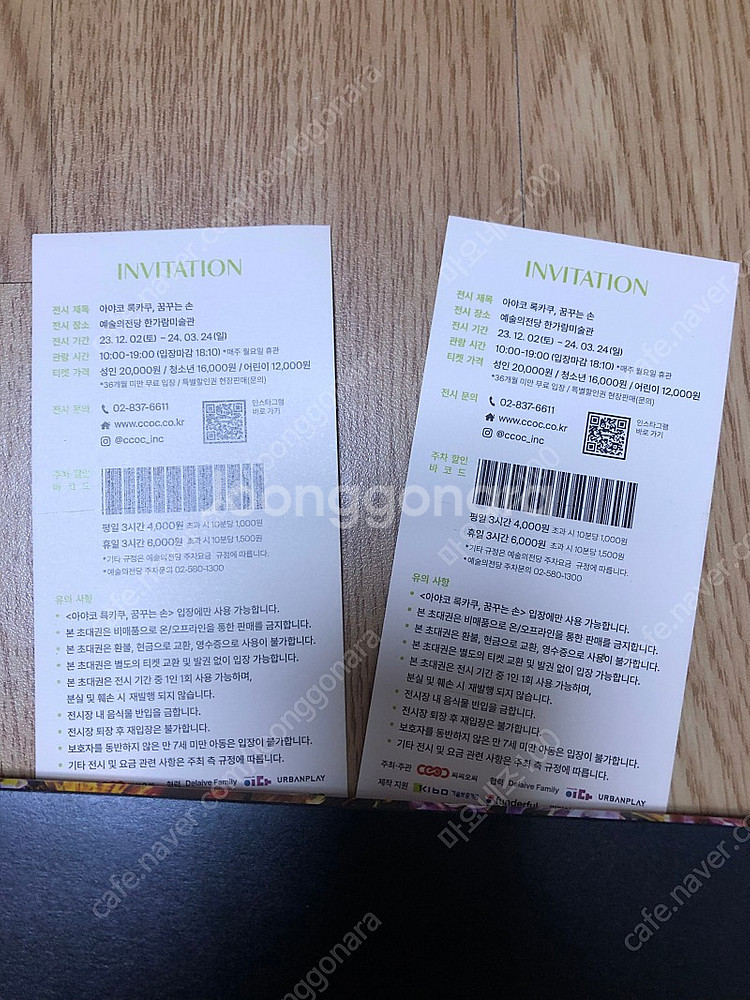 INVITATION
전시 제목 아야코 록카쿠, 꿈꾸는 손
전시 장소 예술의전당 한가람미술관
전시 기간 23. 12. 02(토) ~ 24. 03. 24(일)
관람 시간 10:00-19:00 (입장마감 18:10) *매주 월요일 휴관
티켓 가격 성인 20,000원 / 청소년 16,000원 / 어린이 12,000원
*36개월 미만 무료 입장 / 특별할인권 현장판매(문의)
전시 문의 02-837-6611
www.ccoc.co.kr
@ccoc_inc
인스타그램
바로 가기
주차 할인
바 코 드
평일 3시간 4,000원 초과 시 10분당 1,000원
휴일 3시간 6,000원 초과 시 10분당 1,500원
*기타 규정은 예술의전당 주차요금 규정에 따릅니다.
*예술의전당 주차문의 02-580-1300
유의 사항
• <아야코 록카쿠, 꿈꾸는 손> 입장에만 사용 가능합니다.
• 본 초대권은 비매품으로 온/오프라인을 통한 판매를 금지합니다.
• 본 초대권은 환불, 현금으로 교환, 영수증으로 사용이 불가합니다.
• 본 초대권은 별도의 티켓 교환 및 발권 없이 입장 가능합니다.
• 본 초대권은 전시 기간 중 1인 1회 사용 가능하며,
분실 및 훼손 시 재발행 되지 않습니다.
• 전시장 내 음식물 반입을 금합니다.
• 전시장 퇴장 후 재입장은 불가합니다.
• 보호자를 동반하지 않은 만 7세 미만 아동은 입장이 불가합니다.
• 기타 전시 및 요금 관련 사항은 주최 측 규정에 따릅니다.
협력 Delaive Family URBANPLAY
INVITATION
전시 제목 아야코 록카쿠, 꿈꾸는 손
전시 장소 예술의전당 한가람미술관
전시 기간 23. 12. 02(토) ~ 24. 03. 24(일)
관람 시간 10:00-19:00 (입장마감 18:10) *매주 월요일 휴관
티켓 가격 성인 20,000원 / 청소년 16,000원 / 어린이 12,000원
*36개월 미만 무료 입장 / 특별할인권 현장판매(문의)
전시 문의 02-837-6611
www.ccoc.co.kr
@ccoc_inc
인스타그램
바로 가기
주차 할인
바 코 드
평일 3시간 4,000원 초과 시 10분당 1,000원
휴일 3시간 6,000원 초과 시 10분당 1,500원
*기타 규정은 예술의전당 주차요금 규정에 따릅니다.
*예술의전당 주차문의 02-580-1300
유의 사항
• <아야코 록카쿠, 꿈꾸는 손> 입장에만 사용 가능합니다.
• 본 초대권은 비매품으로 온/오프라인을 통한 판매를 금지합니다.
• 본 초대권은 환불, 현금으로 교환, 영수증으로 사용이 불가합니다.
• 본 초대권은 별도의 티켓 교환 및 발권 없이 입장 가능합니다.
• 본 초대권은 전시 기간 중 1인 1회 사용 가능하며,
분실 및 훼손 시 재발행 되지 않습니다.
• 전시장 내 음식물 반입을 금합니다.
• 전시장 퇴장 후 재입장은 불가합니다.
• 보호자를 동반하지 않은 만 7세 미만 아동은 입장이 불가합니다.
• 기타 전시 및 요금 관련 사항은 주최 측 규정에 따릅니다.
주최·주관 ccoc 씨씨오씨 협력 Delaive Family URBANPLAY
제작 지원 KIBO
Joonggonara
cafe.naver.com/joonggonara